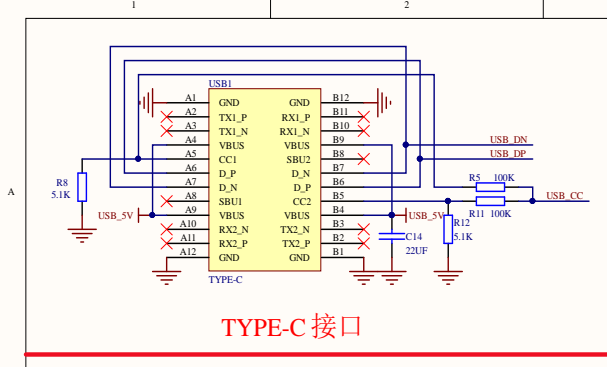 1 2
A
USB1
A1 GND GND B12
A2 TX1_P RX1_P B11
A3 TX1_N RX1_N B10
A4 VBUS VBUS B9
A5 CC1 SBU2 B8
A6 D_P D_N B7
A7 D_N D_P B6
A8 SBU1 CC2 B5
A9 VBUS VBUS B4
A10 RX2_N TX2_N B3
A11 RX2_P TX2_P B2
A12 GND GND B1
TYPE-C
R8
5.1K
USB_5V
USB_5V
USB_DN
USB_DP
R5 100K
USB_CC
R11 100K
R12
5.1K
C14
22UF
TYPE-C 接口